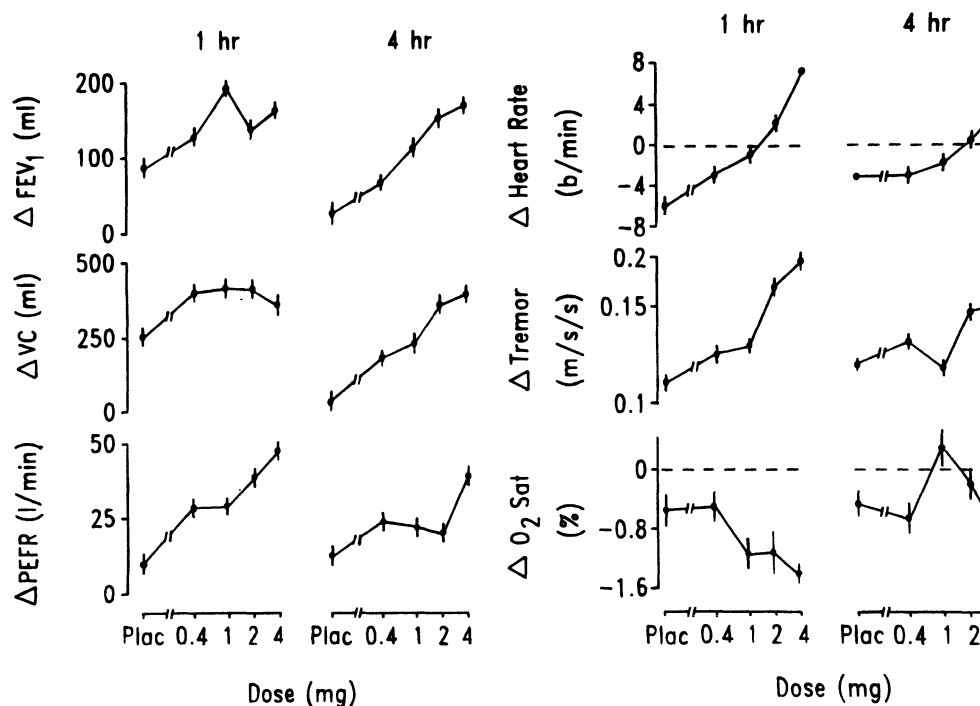 1 hr 4 hr
Δ FEV₁ (ml)
200
100
0
ΔVC (ml)
500
250
0
ΔPEFR (l/min)
50
25
0
Plac 0.4 1 2 4 Plac 0.4 1 2 4
Dose (mg)
1 hr 4 hr
Δ Heart Rate
(b/min)
8
4
0
-4
-8
Δ Tremor
(m/s/s)
0.2
0.15
0.1
Δ O₂ Sat
(%)
0
-0.8
-1.6
Plac 0.4 1 2 4 Plac 0.4 1 2
Dose (mg)